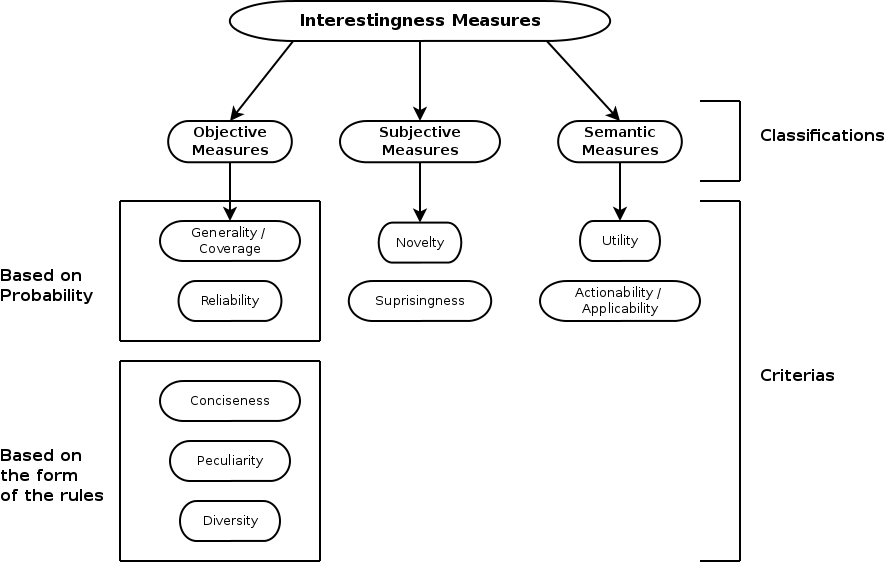 Interestingness Measures
Objective
Measures
Subjective
Measures
Semantic
Measures
Classifications
Generality /
Coverage
Novelty
Utility
Based on
Probability
Reliability
Suprisingness
Actionability /
Applicability
Criterias
Conciseness
Based on
the form
of the rules
Peculiarity
Diversity